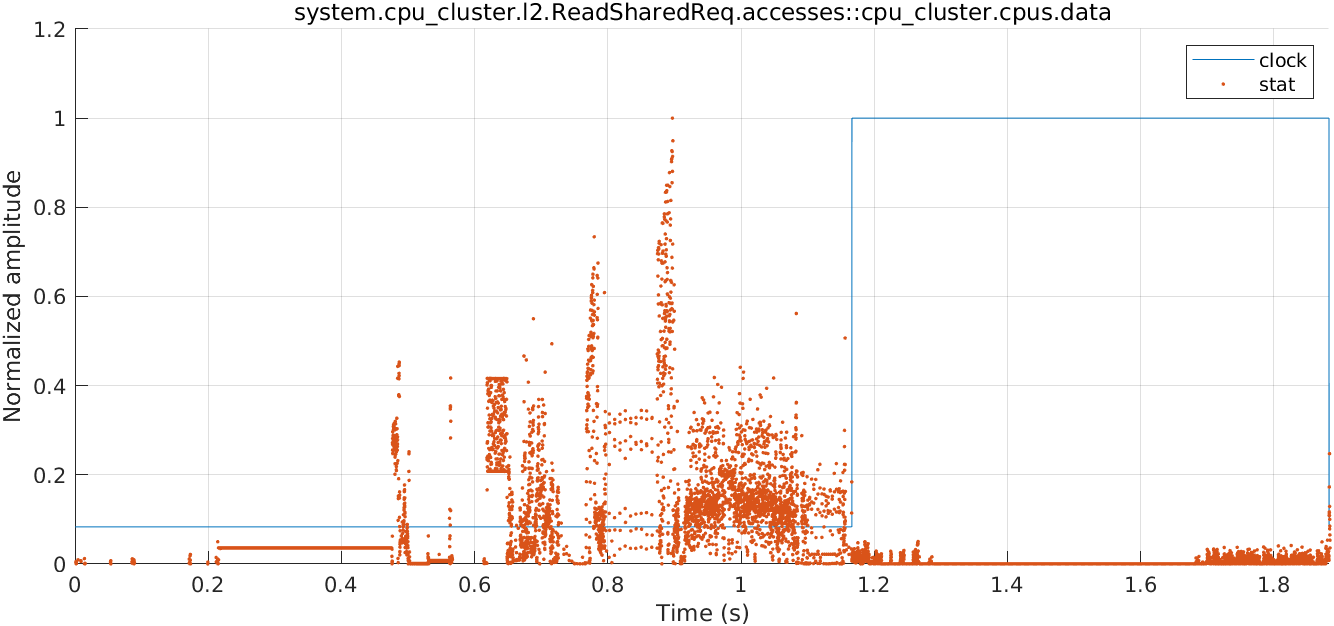 system.cpu_cluster.l2.ReadSharedReq.accesses::cpu_cluster.cpus.data
1.2
1
0.8
0.6
0.4
0.2
0
Normalized amplitude
clock
stat
0 0.2 0.4 0.6 0.8 1 1.2 1.4 1.6 1.8
Time (s)